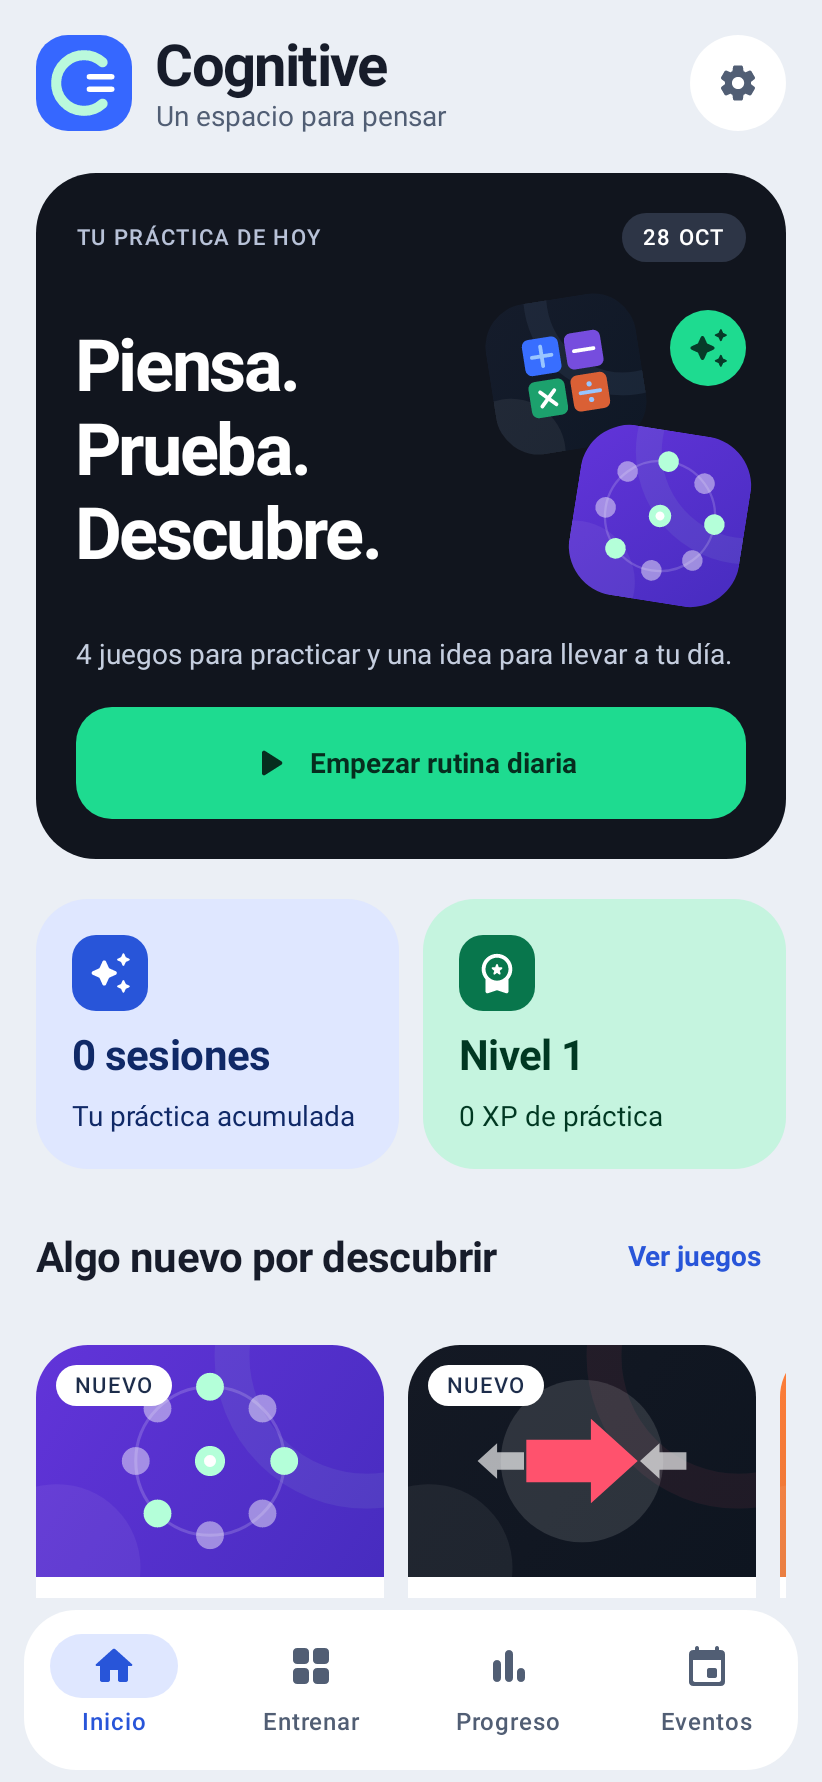 Cognitive
Un espacio para pensar
TU PRÁCTICA DE HOY
28 OCT
Piensa.
Prueba.
Descubre.
4 juegos para practicar y una idea para llevar a tu día.
Empezar rutina diaria
0 sesiones
Tu práctica acumulada
Nivel 1
0 XP de práctica
Algo nuevo por descubrir
Ver juegos
NUEVO
NUEVO
Inicio
Entrenar
Progreso
Eventos